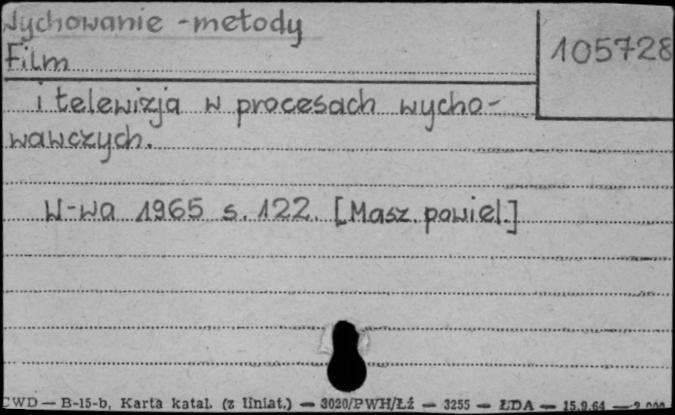 Wychowanie - metody
105728
Film
i telewizja w procesach wycho-
wawczych.
W-wa 1965 s. 122. [Masz. powiel.]
CWD — B-15-b, Karta katal. (z liniat.) — 3020/PWH/Łź — 3255 — ŁDA — 15.9.64 —